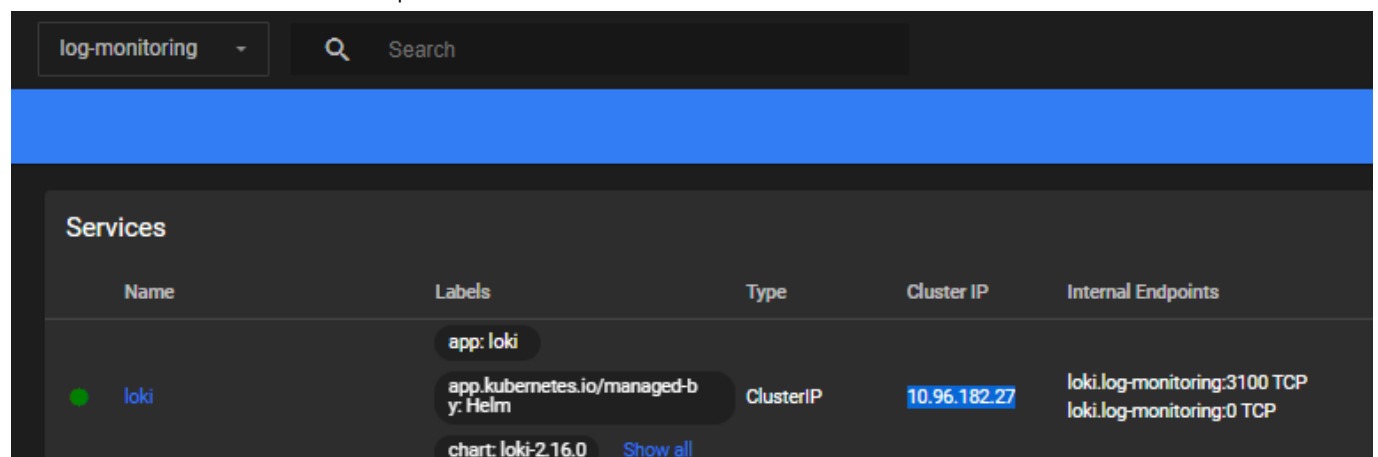 log-monitoring
Search
Services
Name Labels Type Cluster IP Internal Endpoints
app: loki
app.kubernetes.io/managed-b
y: Helm
loki
ClusterIP
10.96.182.27
loki.log-monitoring:3100 TCP
loki.log-monitoring:0 TCP
chart: loki-2.16.0 Show all